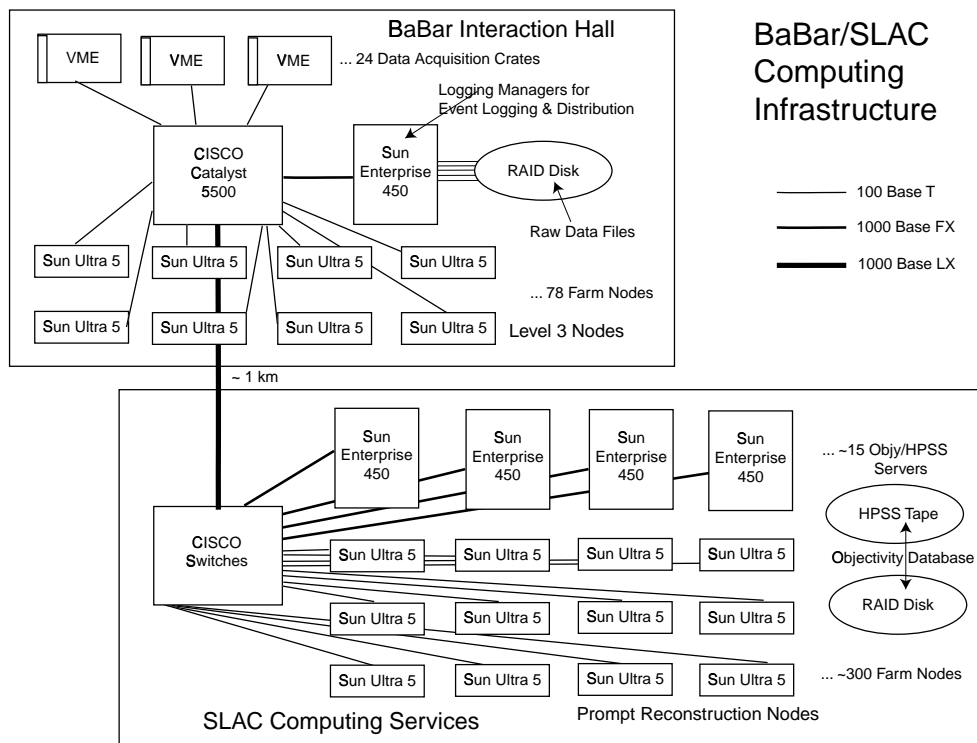 BaBar Interaction Hall
BaBar/SLAC
Computing
Infrastructure
VME
VME
VME
... 24 Data Acquisition Crates
Logging Managers for
Event Logging & Distribution
CISCO
Catalyst
5500
Sun
Enterprise
450
RAID Disk
Raw Data Files
100 Base T
1000 Base FX
1000 Base LX
Sun Ultra 5
Sun Ultra 5
Sun Ultra 5
Sun Ultra 5
... 78 Farm Nodes
Sun Ultra 5
Sun Ultra 5
Sun Ultra 5
Sun Ultra 5
Level 3 Nodes
~ 1 km
Sun
Enterprise
450
Sun
Enterprise
450
Sun
Enterprise
450
Sun
Enterprise
450
... ~15 Objy/HPSS
Servers
HPSS Tape
Objectivity Database
RAID Disk
CISCO
Switches
Sun Ultra 5
Sun Ultra 5
Sun Ultra 5
Sun Ultra 5
Sun Ultra 5
Sun Ultra 5
Sun Ultra 5
Sun Ultra 5
Sun Ultra 5
Sun Ultra 5
Sun Ultra 5
Sun Ultra 5
... ~300 Farm Nodes
SLAC Computing Services
Prompt Reconstruction Nodes